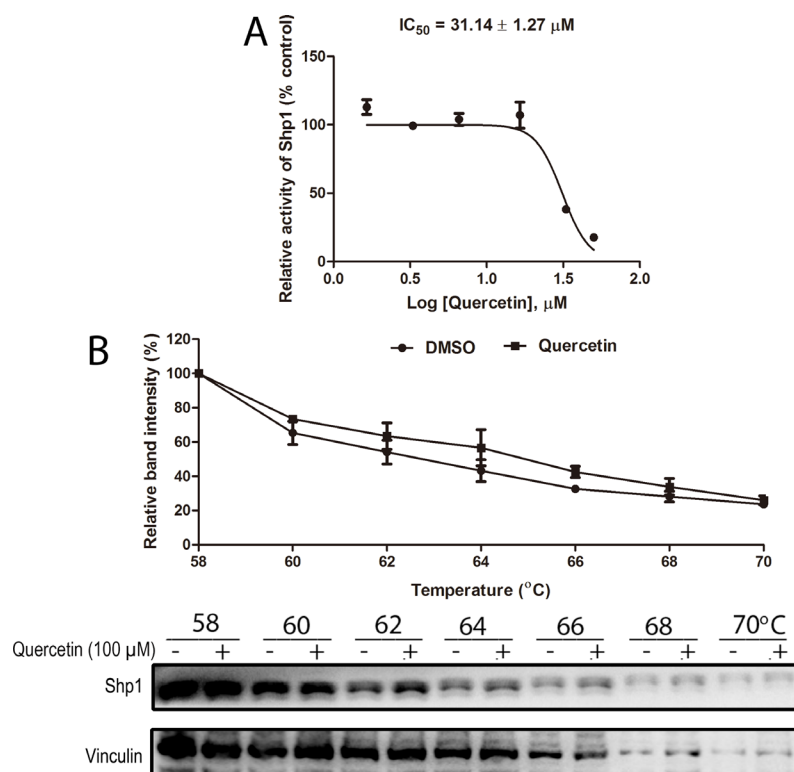 A
IC50 = 31.14 ± 1.27 μM
Relative activity of Shp1 (% control)
150
100
50
0
0.0 0.5 1.0 1.5 2.0
Log [Quercetin], μM
B
DMSO Quercetin
Relative band intensity (%)
120
100
80
60
40
20
0
58 60 62 64 66 68 70
Temperature (°C)
58 60 62 64 66 68 70°C
Quercetin (100 μM) - + - + - + - + - + - + - +
Shp1
Vinculin